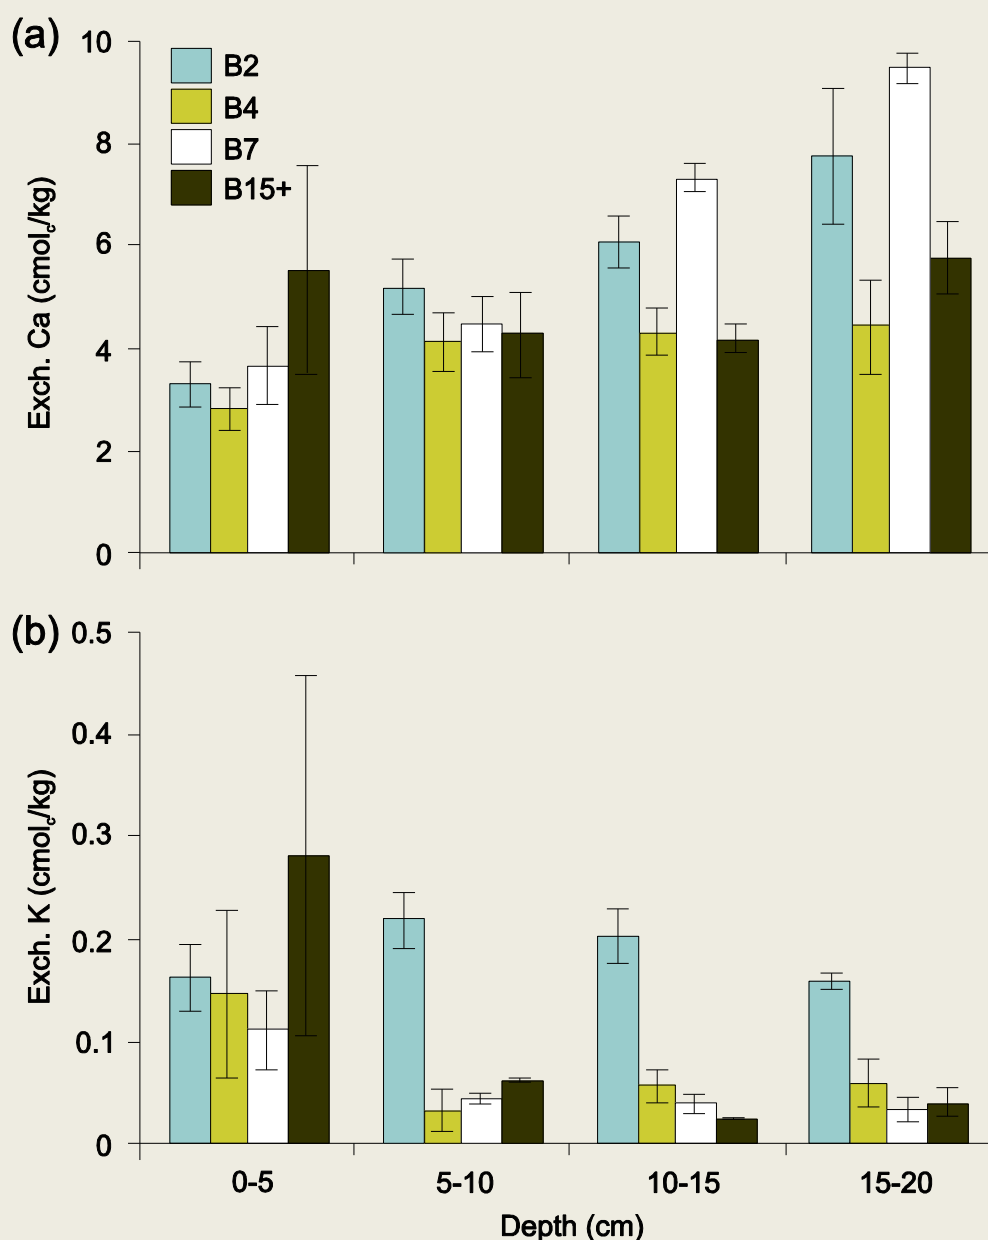 (a)
10
8
6
4
2
0
Exch. Ca (cmolc/kg)
B2
B4
B7
B15+
(b)
0.5
0.4
0.3
0.2
0.1
0
Exch. K (cmolc/kg)
0-5 5-10 10-15 15-20
Depth (cm)